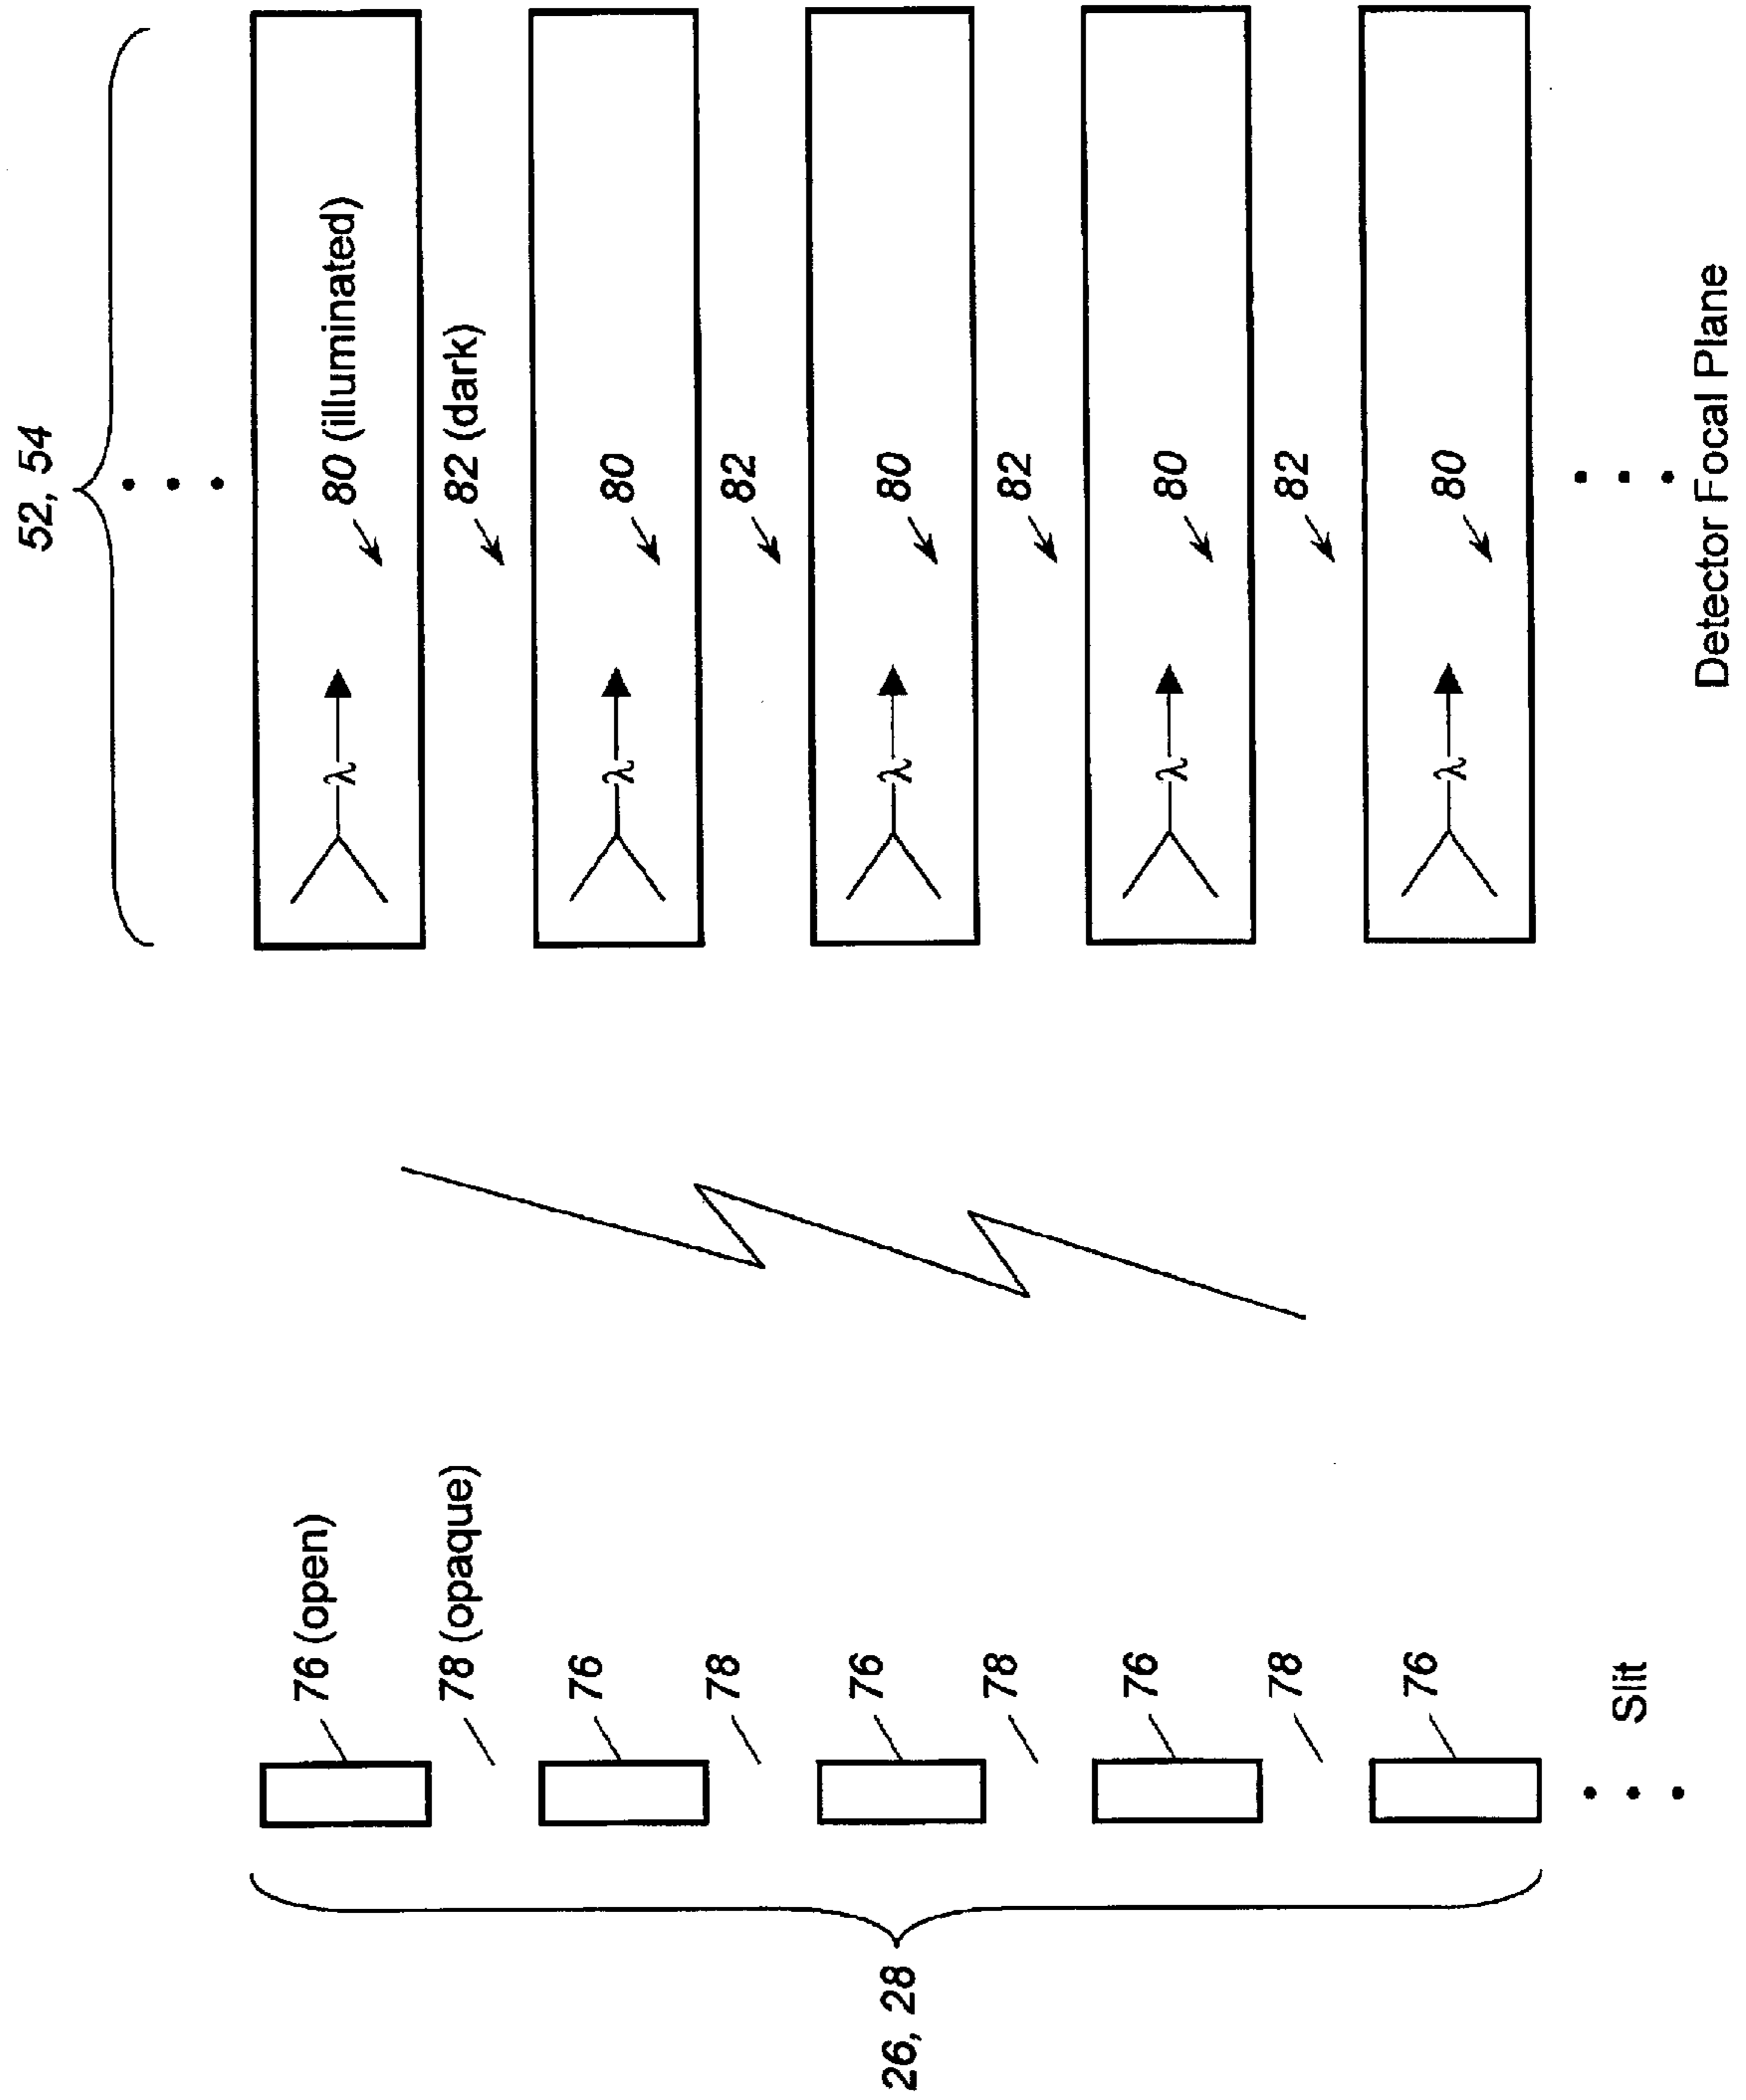 52, 54
80 (illuminated)
82 (dark)
80
82
80
82
80
82
80
Detector Focal Plane
76 (open)
78 (opaque)
76
78
76
78
76
78
76
Slit
26, 28
λ
λ
λ
λ
λ